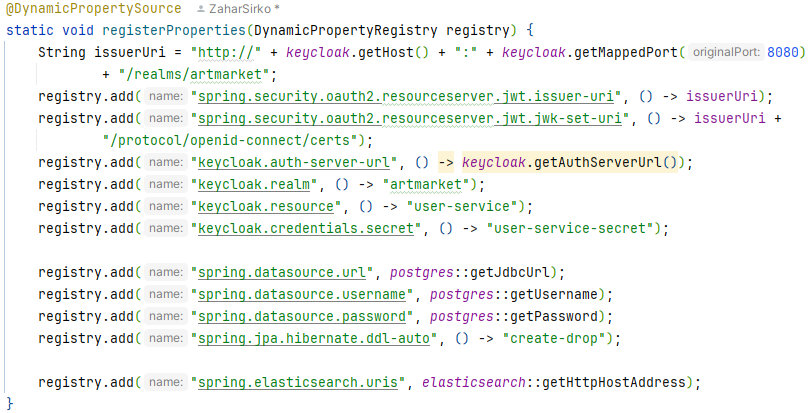 @DynamicPropertySource  ZaharSirko *
static void registerProperties(DynamicPropertyRegistry registry) {
    String issuerUri = "http://" + keycloak.getHost() + ":" + keycloak.getMappedPort( originalPort: 8080)
            + "/realms/artmarket";
    registry.add( name: "spring.security.oauth2.resourceserver.jwt.issuer-uri", () -> issuerUri);
    registry.add( name: "spring.security.oauth2.resourceserver.jwt.jwk-set-uri", () -> issuerUri +
            "/protocol/openid-connect/certs");
    registry.add( name: "keycloak.auth-server-url", () -> keycloak.getAuthServerUrl());
    registry.add( name: "keycloak.realm", () -> "artmarket");
    registry.add( name: "keycloak.resource", () -> "user-service");
    registry.add( name: "keycloak.credentials.secret", () -> "user-service-secret");
    registry.add( name: "spring.datasource.url", postgres::getJdbcUrl);
    registry.add( name: "spring.datasource.username", postgres::getUsername);
    registry.add( name: "spring.datasource.password", postgres::getPassword);
    registry.add( name: "spring.jpa.hibernate.ddl-auto", () -> "create-drop");
    registry.add( name: "spring.elasticsearch.uris", elasticsearch::getHttpHostAddress);
}